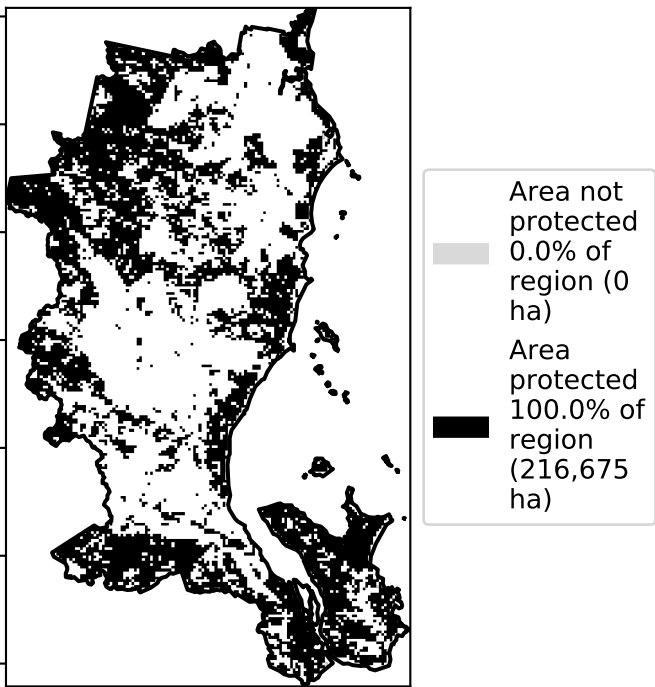 Area not
protected
0.0% of
region (0
ha)
Area
protected
100.0% of
region
(216,675
ha)